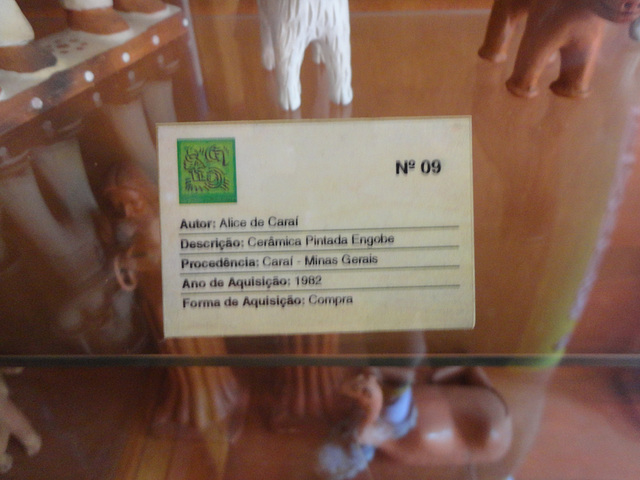 Nº 09
Autor: Alice de Caraí
Descrição: Cerâmica Pintada Engobe
Procedência: Caraí - Minas Gerais
Ano de Aquisição: 1982
Forma de Aquisição: Compra